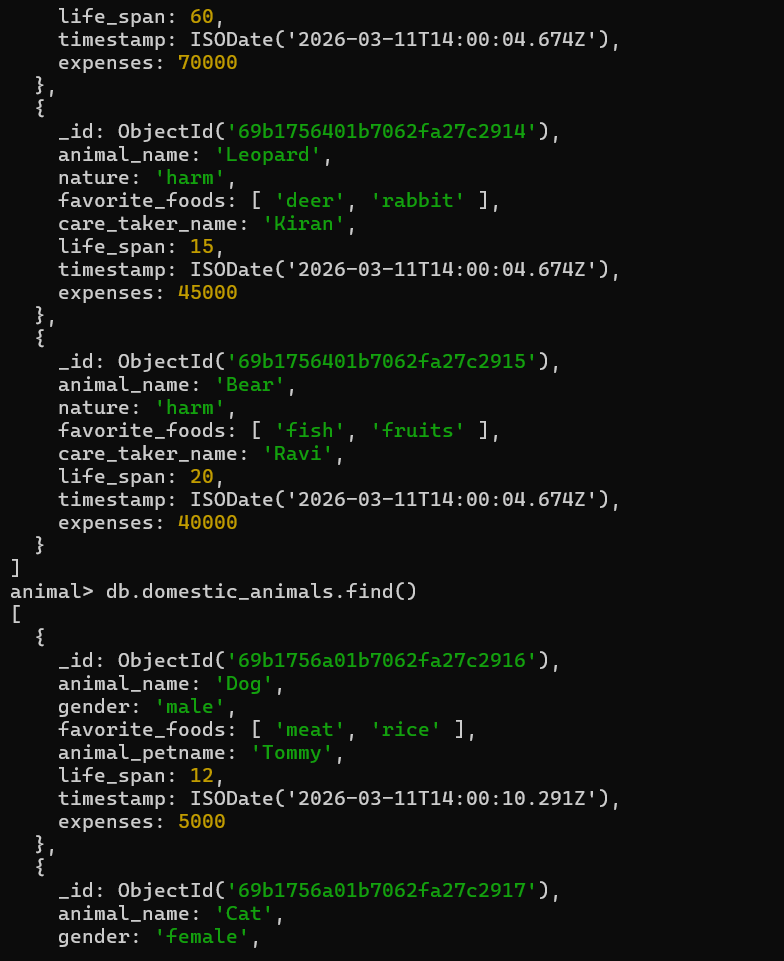 life_span: 60,
timestamp: ISODate('2026-03-11T14:00:04.674Z'),
expenses: 70000
},
{
_id: ObjectId('69b1756401b7062fa27c2914'),
animal_name: 'Leopard',
nature: 'harm',
favorite_foods: [ 'deer', 'rabbit' ],
care_taker_name: 'Kiran',
life_span: 15,
timestamp: ISODate('2026-03-11T14:00:04.674Z'),
expenses: 45000
},
{
_id: ObjectId('69b1756401b7062fa27c2915'),
animal_name: 'Bear',
nature: 'harm',
favorite_foods: [ 'fish', 'fruits' ],
care_taker_name: 'Ravi',
life_span: 20,
timestamp: ISODate('2026-03-11T14:00:04.674Z'),
expenses: 40000
}
]
animal> db.domestic_animals.find()
[
{
_id: ObjectId('69b1756a01b7062fa27c2916'),
animal_name: 'Dog',
gender: 'male',
favorite_foods: [ 'meat', 'rice' ],
animal_petname: 'Tommy',
life_span: 12,
timestamp: ISODate('2026-03-11T14:00:10.291Z'),
expenses: 5000
},
{
_id: ObjectId('69b1756a01b7062fa27c2917'),
animal_name: 'Cat',
gender: 'female',